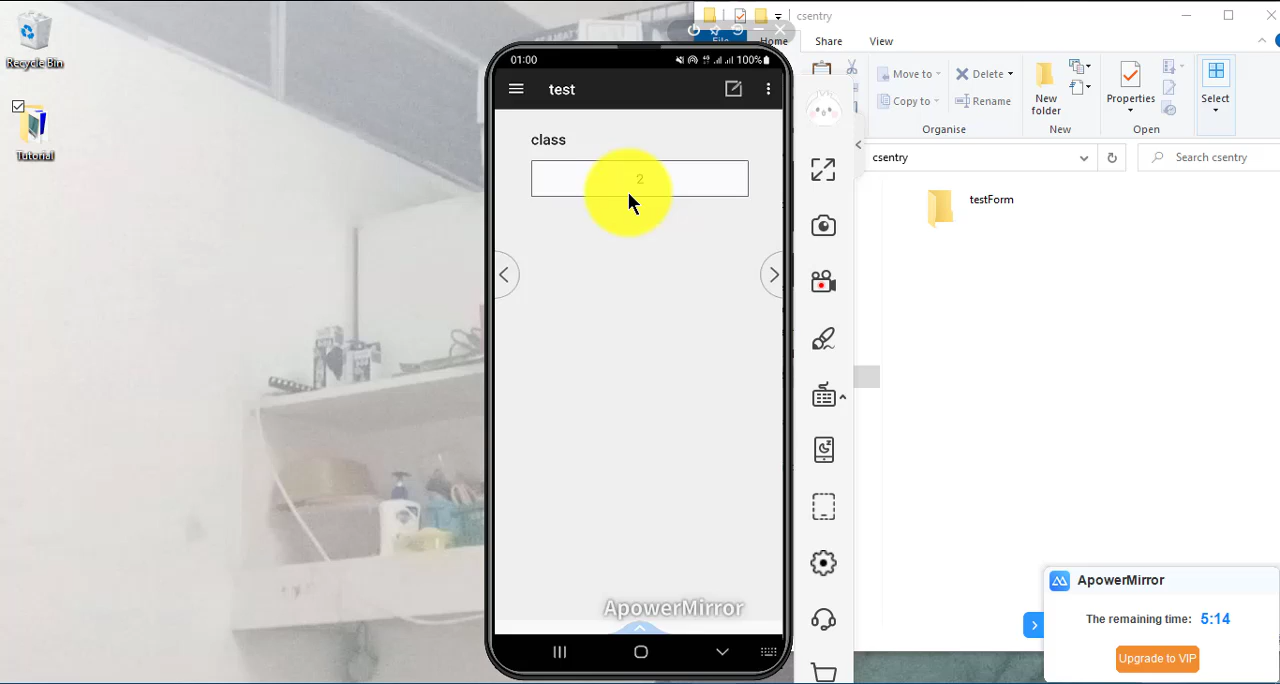 Recycle Bin
Tutorial
01:00
100%
test
class
2
ApowerMirror
csentry
File
Home
Share
View
Move to
Copy to
Delete
Rename
Organise
New folder
New
Properties
Open
Select
csentry
Search csentry
testForm
ApowerMirror
The remaining time: 5:14
Upgrade to VIP